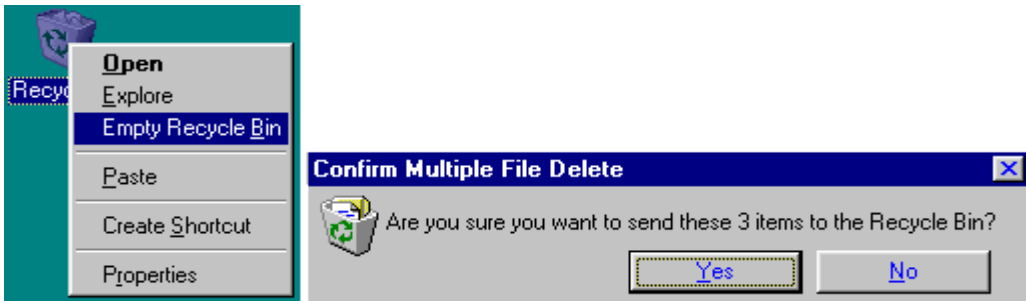 Open
Recyc
Explore
Empty Recycle Bin
Paste
Create Shortcut
Properties
Confirm Multiple File Delete
Are you sure you want to send these 3 items to the Recycle Bin?
Yes
No